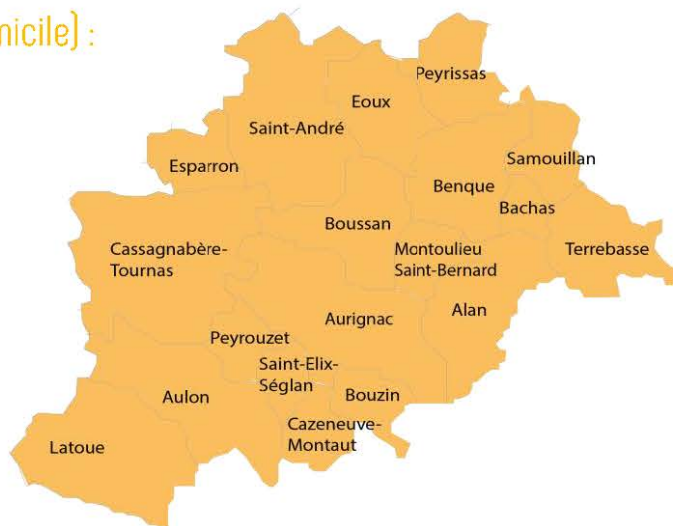 nicile) :
Peyrissas
Eoux
Saint-André
Samouillan
Esparron
Benque
Bachas
Boussan
Cassagnabère-
Tournas
Montoulieu
Saint-Bernard
Terrebasse
Alan
Aurignac
Peyrouzet
Saint-Elix-
Séglan
Bouzin
Aulon
Cazeneuve-
Montaut
Latoue